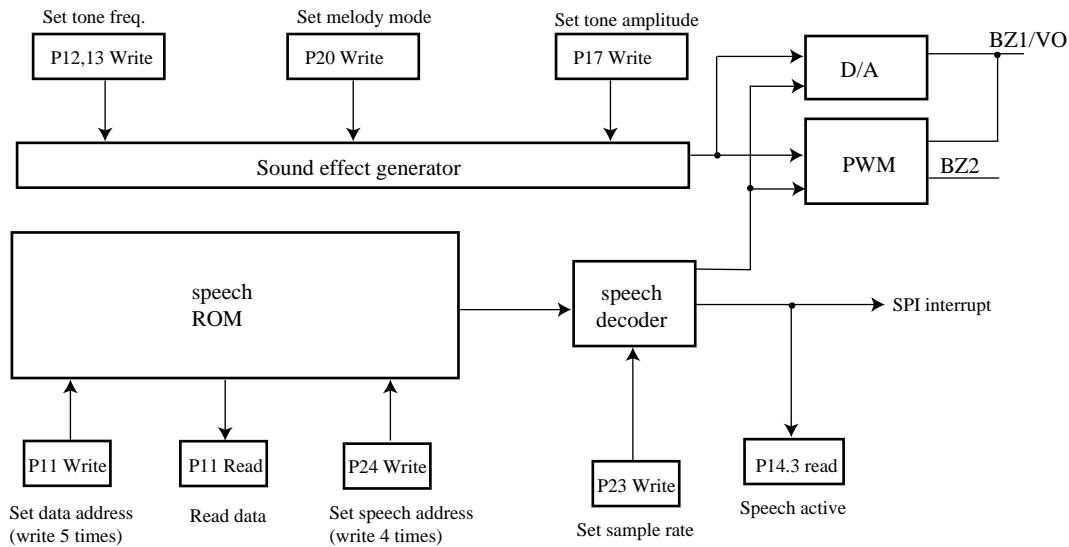 Set tone freq.
Set melody mode
Set tone amplitude
P12,13 Write
P20 Write
P17 Write
D/A
BZ1/VO
Sound effect generator
PWM
BZ2
speech
ROM
speech
decoder
SPI interrupt
P11 Write
P11 Read
P24 Write
P23 Write
P14.3 read
Set data address
(write 5 times)
Read data
Set speech address
(write 4 times)
Set sample rate
Speech active